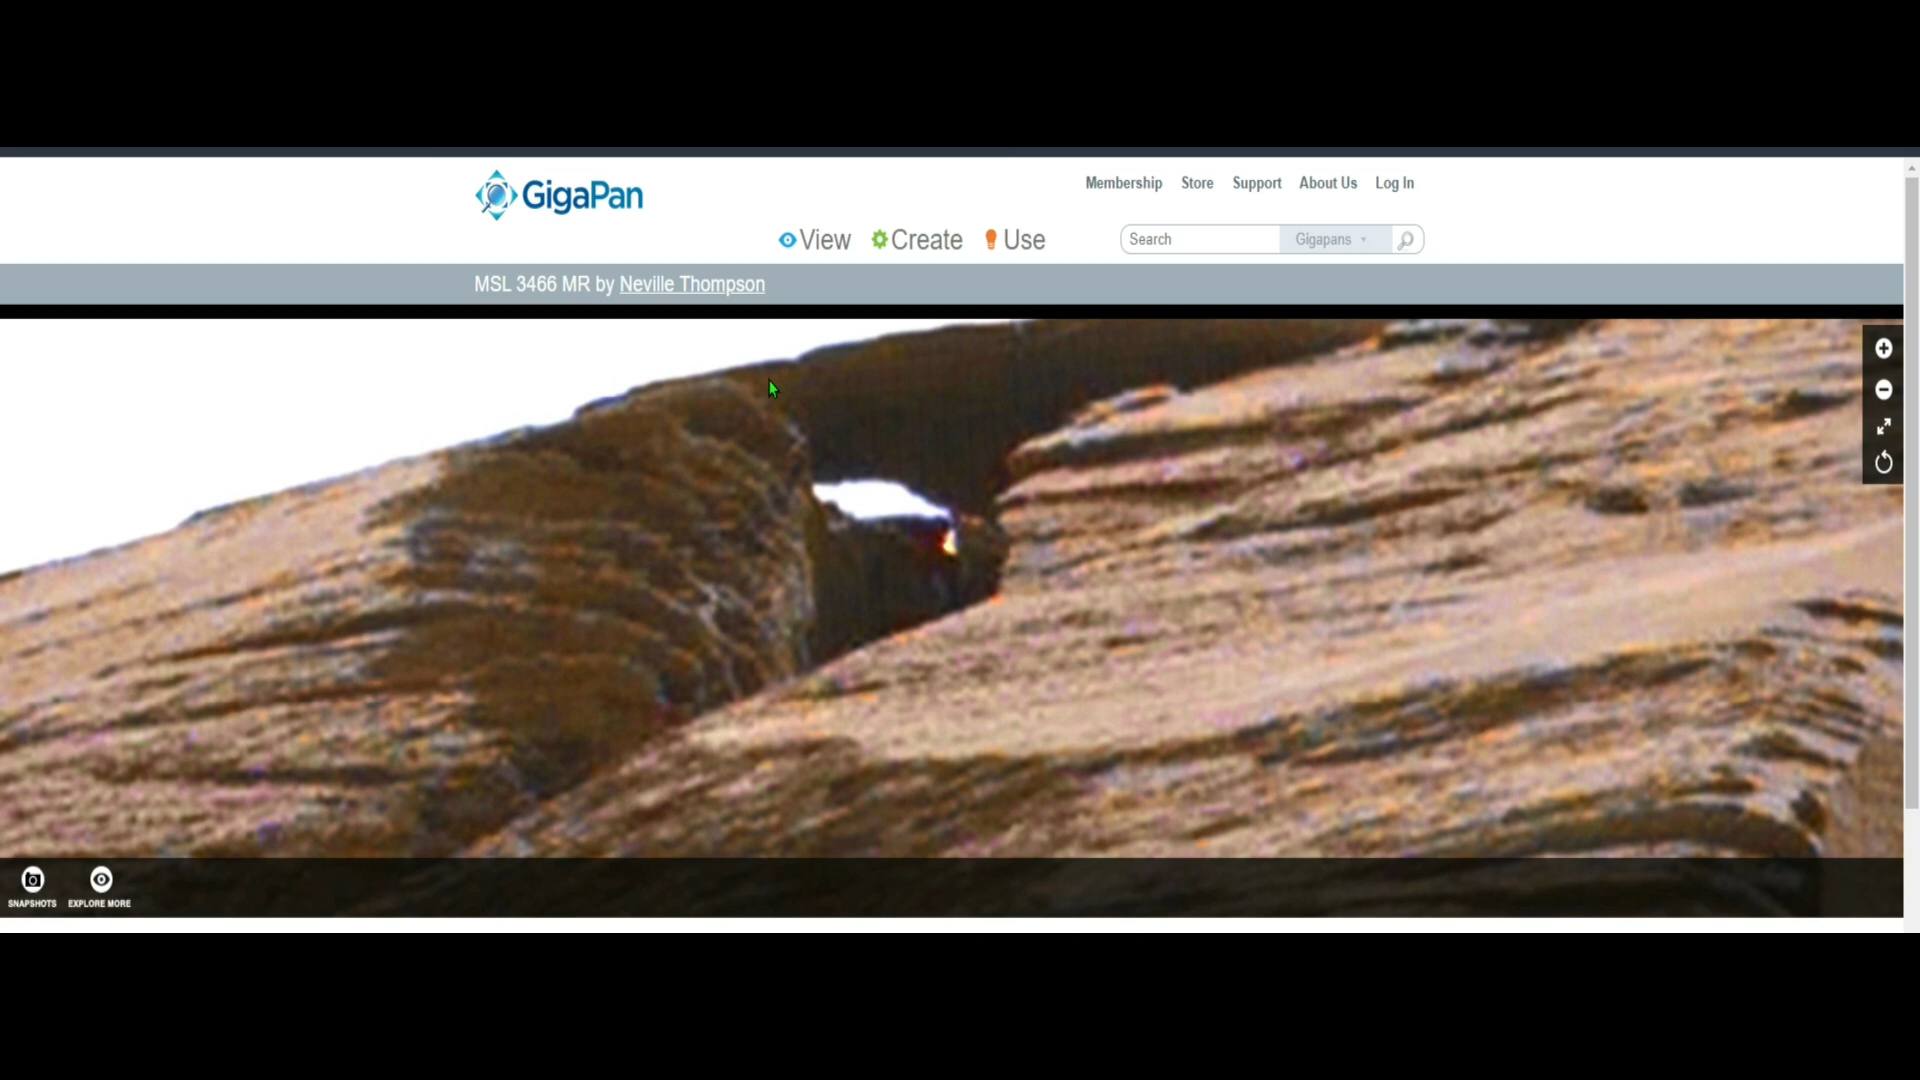 GigaPan
Membership Store Support About Us Log In
View Create Use
Search Gigapans
MSL 3466 MR by Neville Thompson
SNAPSHOTS EXPLORE MORE